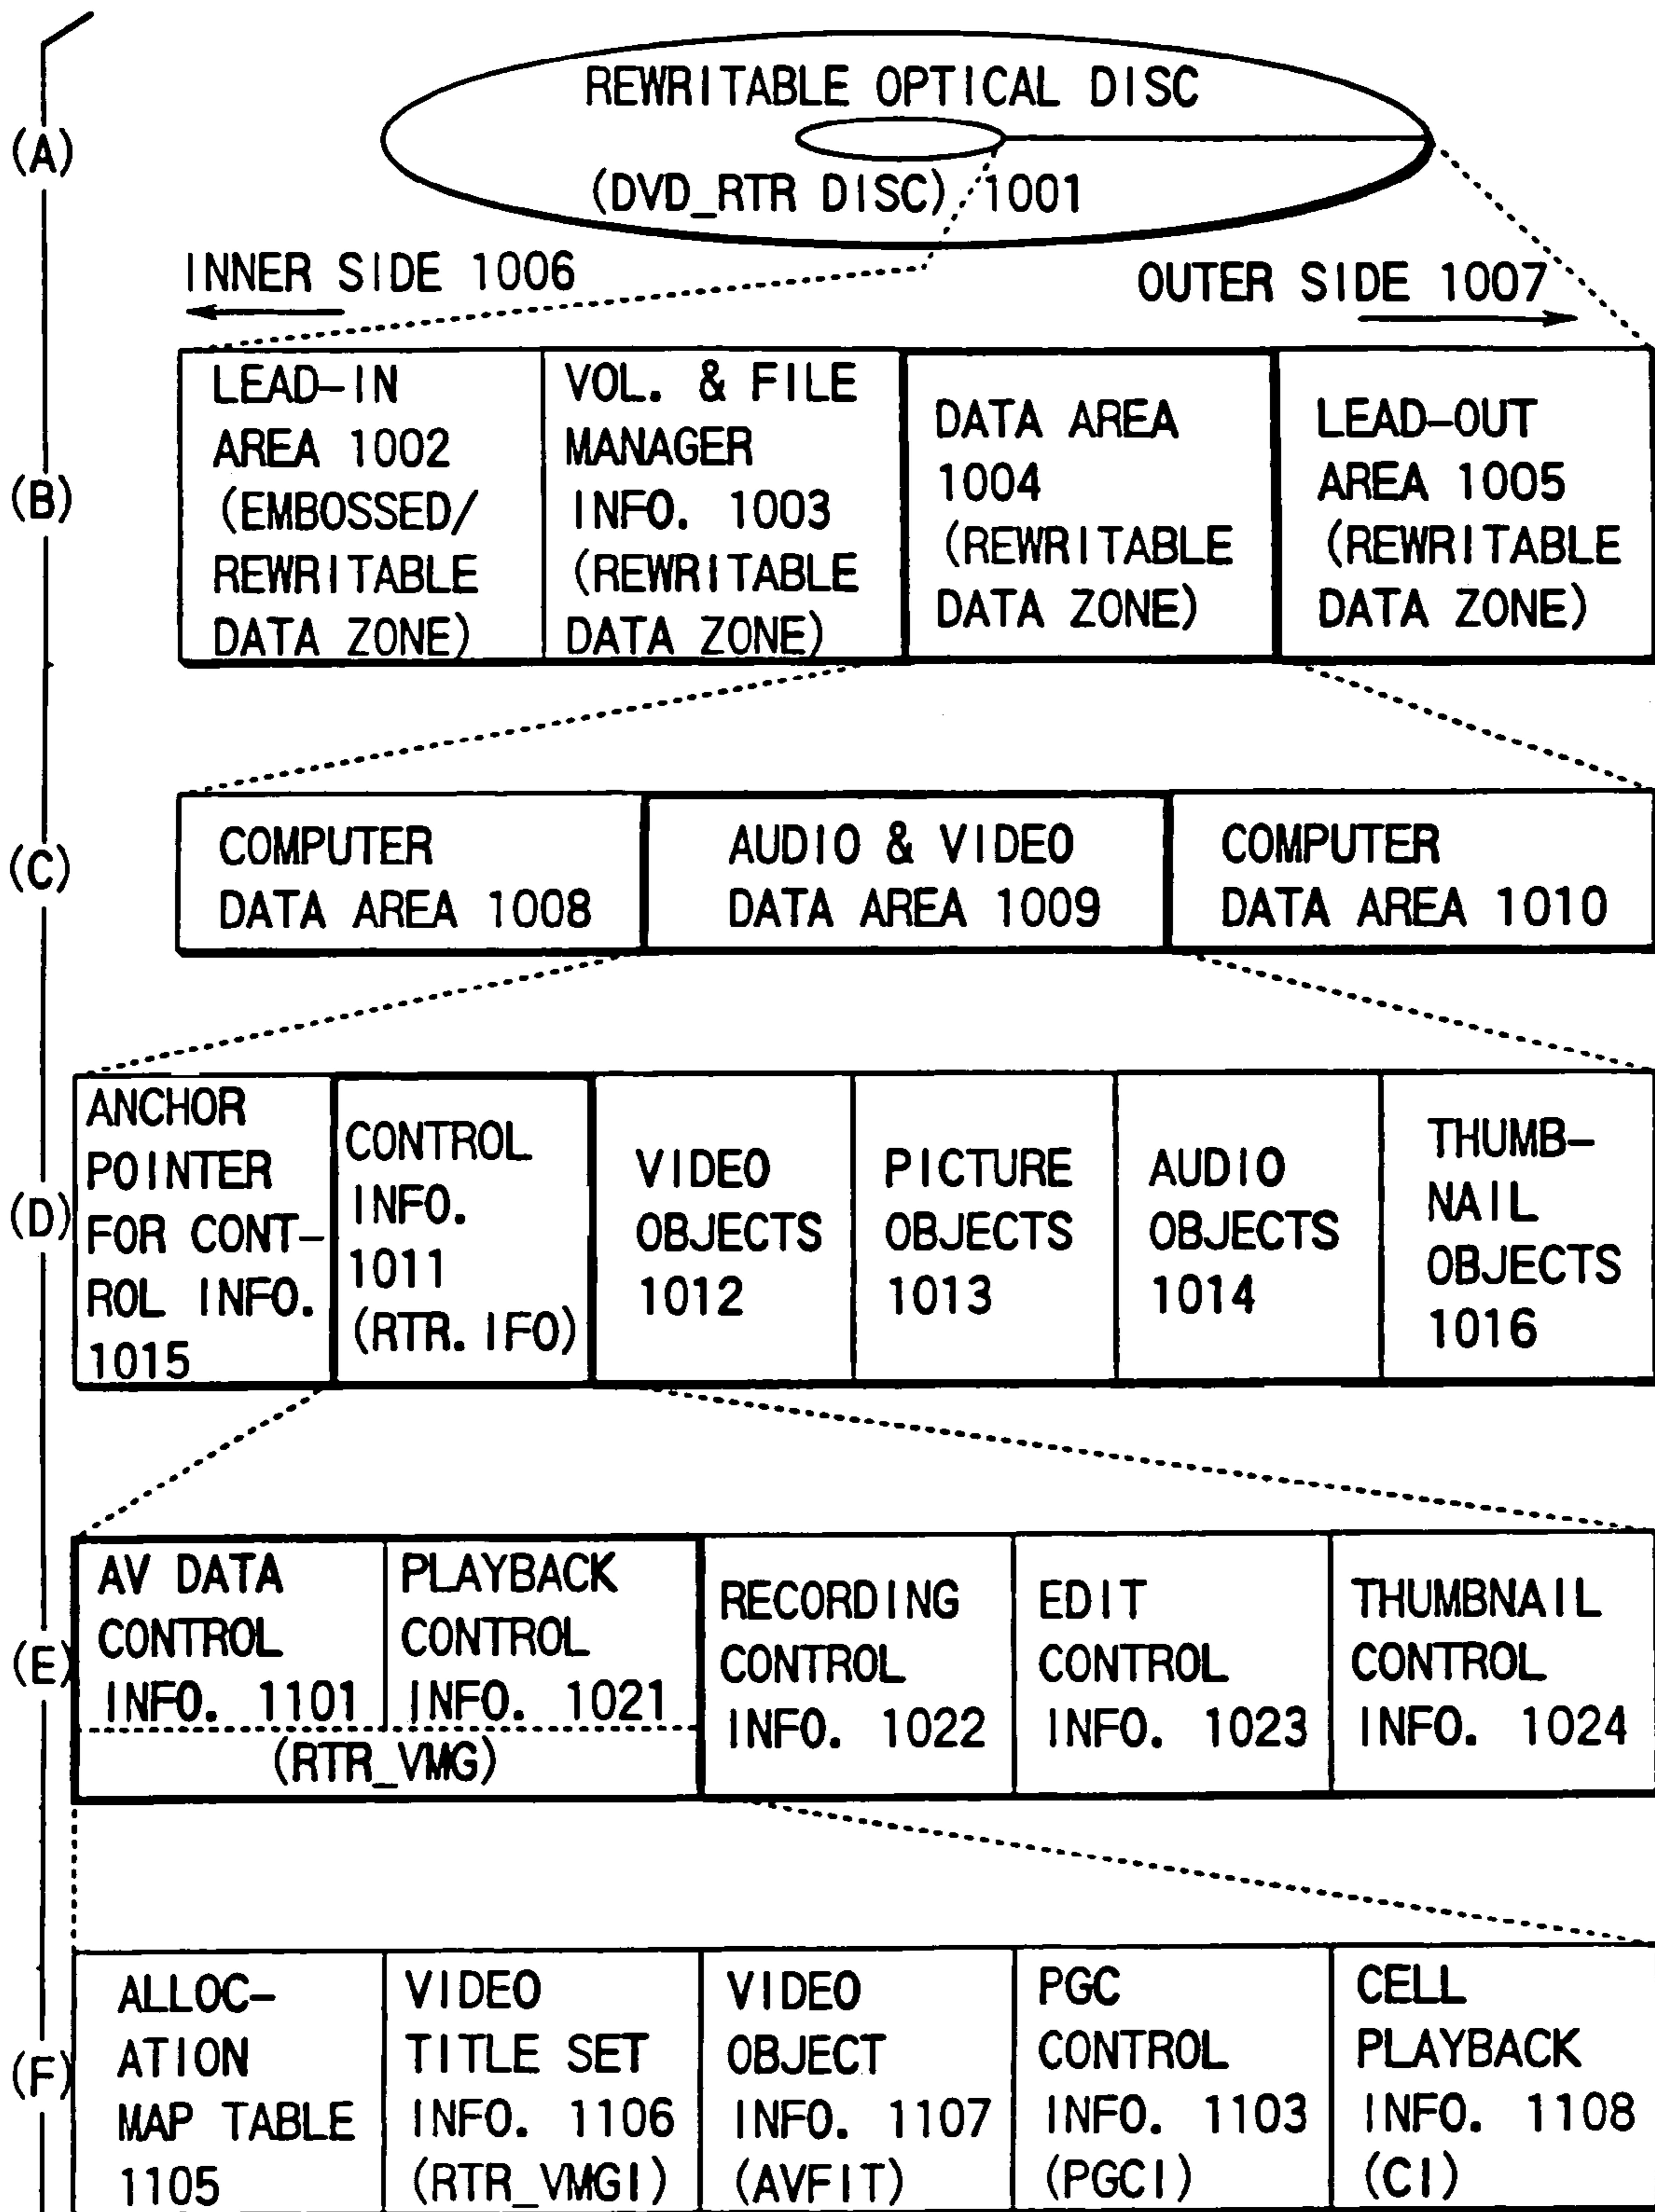 (A)
REWRITABLE OPTICAL DISC
(DVD_RTR DISC) 1001
INNER SIDE 1006
OUTER SIDE 1007
(B)
LEAD-IN
AREA 1002
(EMBOSSED/
REWRITABLE
DATA ZONE)
VOL. & FILE
MANAGER
INFO. 1003
(REWRITABLE
DATA ZONE)
DATA AREA
1004
(REWRITABLE
DATA ZONE)
LEAD-OUT
AREA 1005
(REWRITABLE
DATA ZONE)
(C)
COMPUTER
DATA AREA 1008
AUDIO & VIDEO
DATA AREA 1009
COMPUTER
DATA AREA 1010
(D)
ANCHOR
POINTER
FOR CONT-
ROL INFO.
1015
CONTROL
INFO.
1011
(RTR.IFO)
VIDEO
OBJECTS
1012
PICTURE
OBJECTS
1013
AUDIO
OBJECTS
1014
THUMB-
NAIL
OBJECTS
1016
(E)
AV DATA
CONTROL
INFO. 1101
PLAYBACK
CONTROL
INFO. 1021
(RTR_VMG)
RECORDING
CONTROL
INFO. 1022
EDIT
CONTROL
INFO. 1023
THUMBNAIL
CONTROL
INFO. 1024
(F)
ALLOC-
ATION
MAP TABLE
1105
VIDEO
TITLE SET
INFO. 1106
(RTR_VMGI)
VIDEO
OBJECT
INFO. 1107
(AVFIT)
PGC
CONTROL
INFO. 1103
(PGCI)
CELL
PLAYBACK
INFO. 1108
(CI)